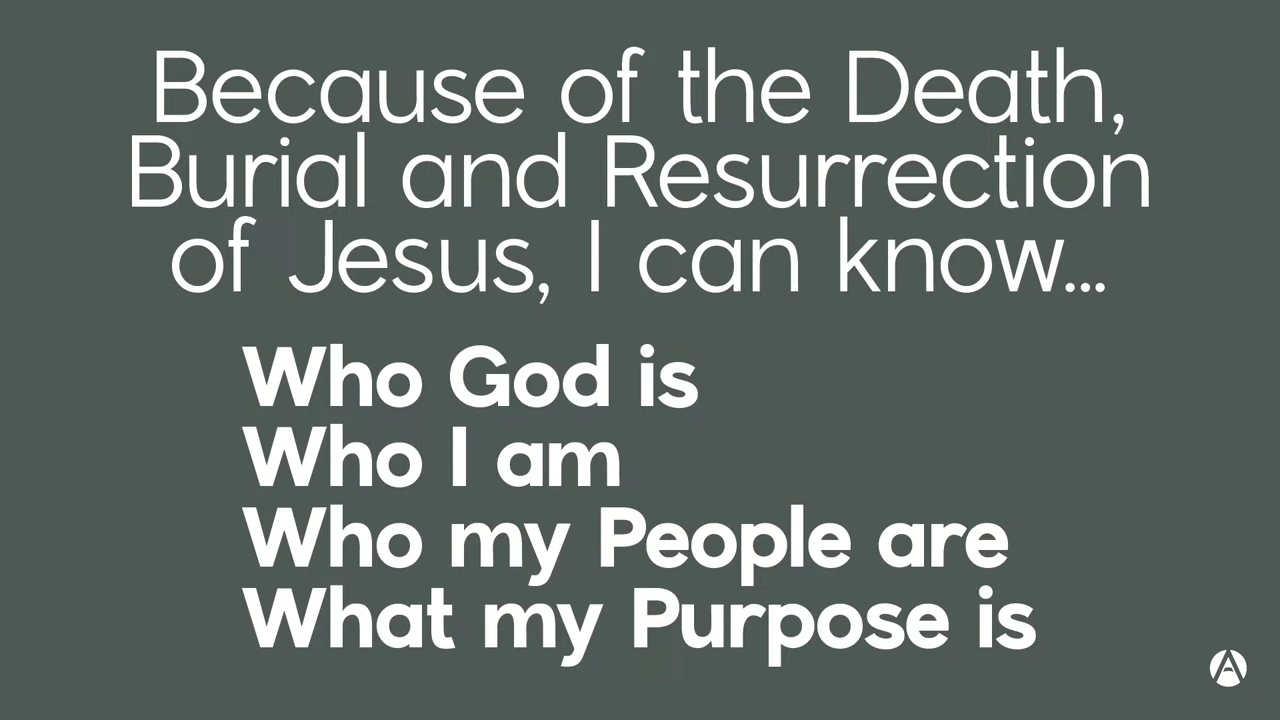 Because of the Death,
Burial and Resurrection
of Jesus, I can know...
Who God is
Who I am
Who my People are
What my Purpose is